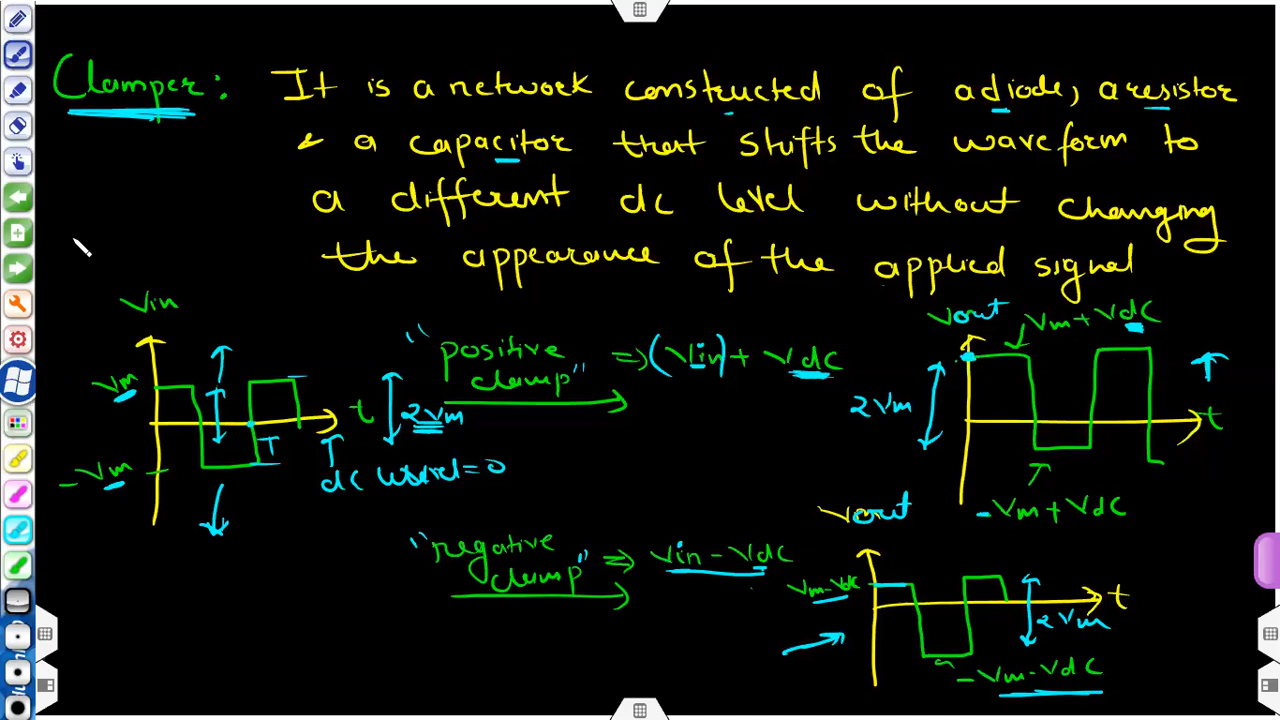 Clamper: It is a network constructed of a diode, a resistor
& a capacitor that shifts the waveform to
a different dc level without changing
the appearance of the applied signal
Vin
Vm
-Vm
T
t
2Vm
dc level=0
"positive clamp" => (Vin) + Vdc
Vout
Vm+Vdc
2Vm
t
-Vm+Vdc
"negative clamp" => Vin - Vdc
Vout
Vm-Vdc
t
2Vm
-Vm-Vdc